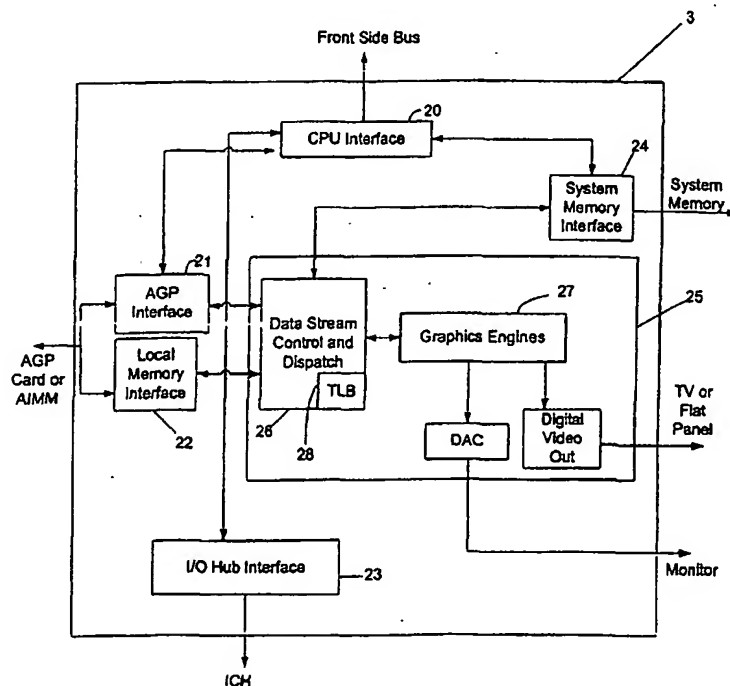 3
Front Side Bus
20
CPU Interface
24
System
Memory
Interface
System
Memory
21
AGP
Interface
27
25
Data Stream
Control and
Dispatch
Graphics Engines
AGP
Card or
AIMM
Local
Memory
Interface
TLB
TV or
Flat
Panel
22
26
28
DAC
Digital
Video
Out
I/O Hub Interface
23
Monitor
ICH